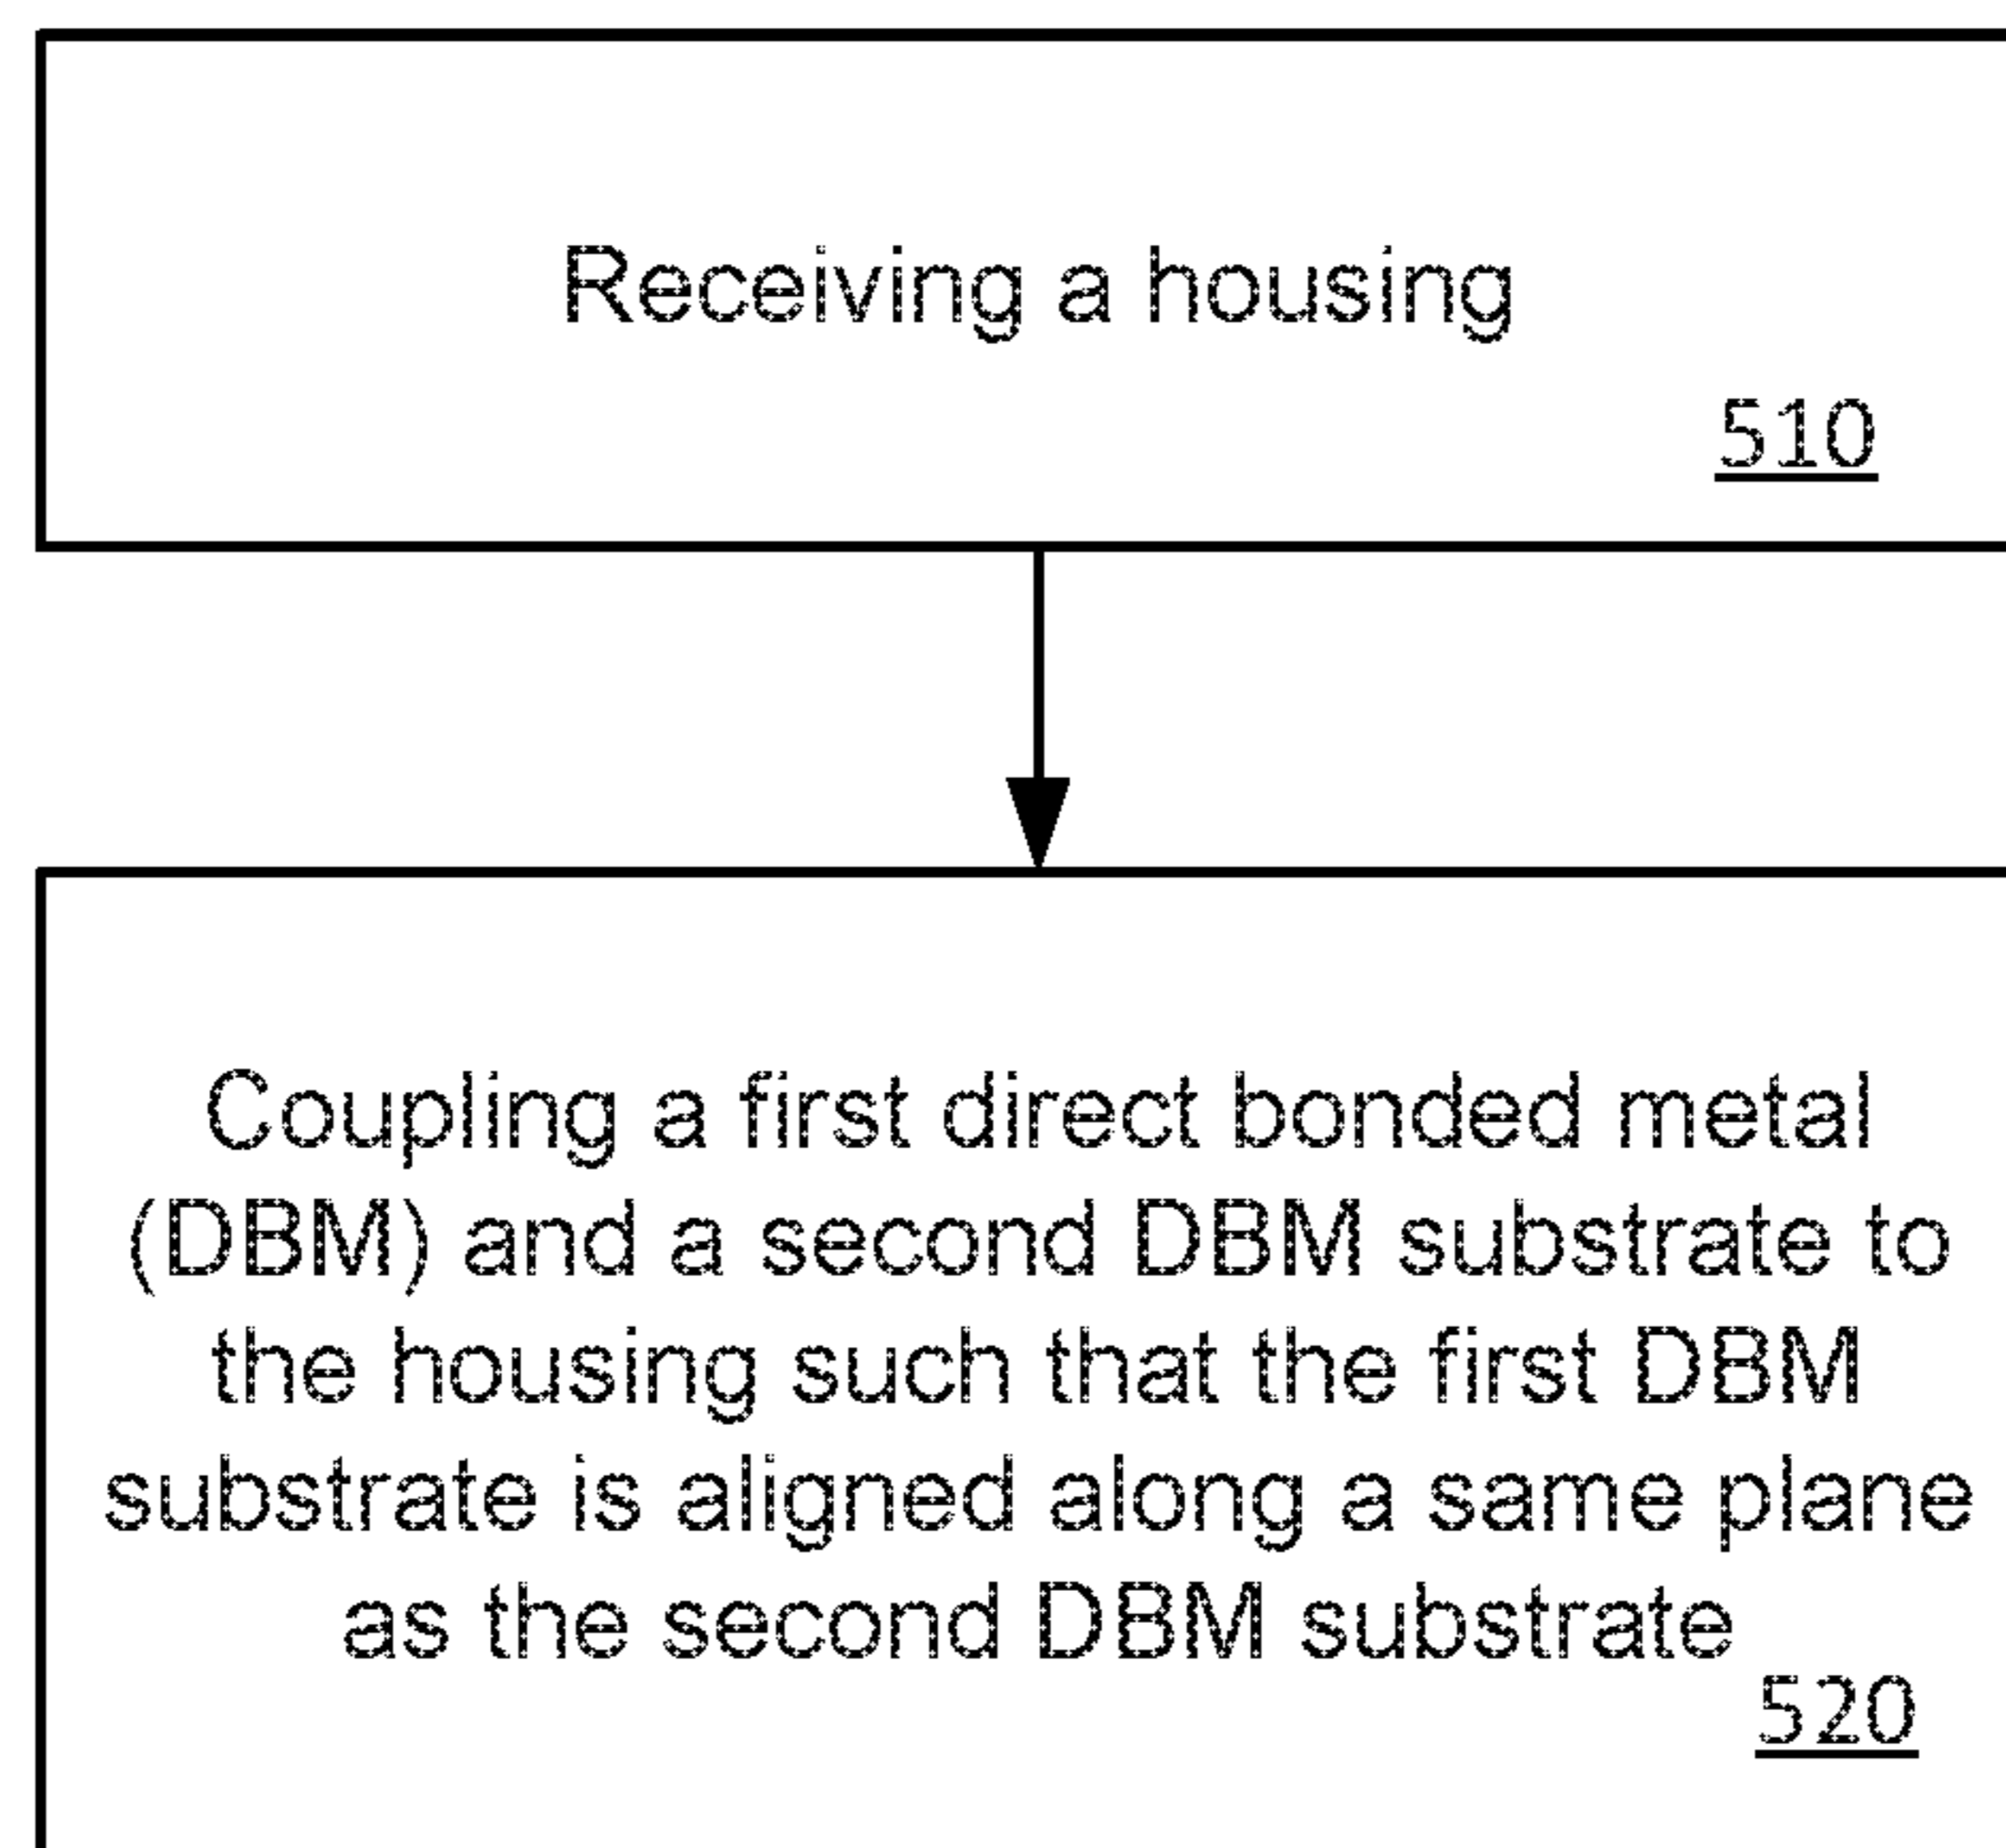 Receiving a housing
510
Coupling a first direct bonded metal
(DBM) and a second DBM substrate to
the housing such that the first DBM
substrate is aligned along a same plane
as the second DBM substrate
520